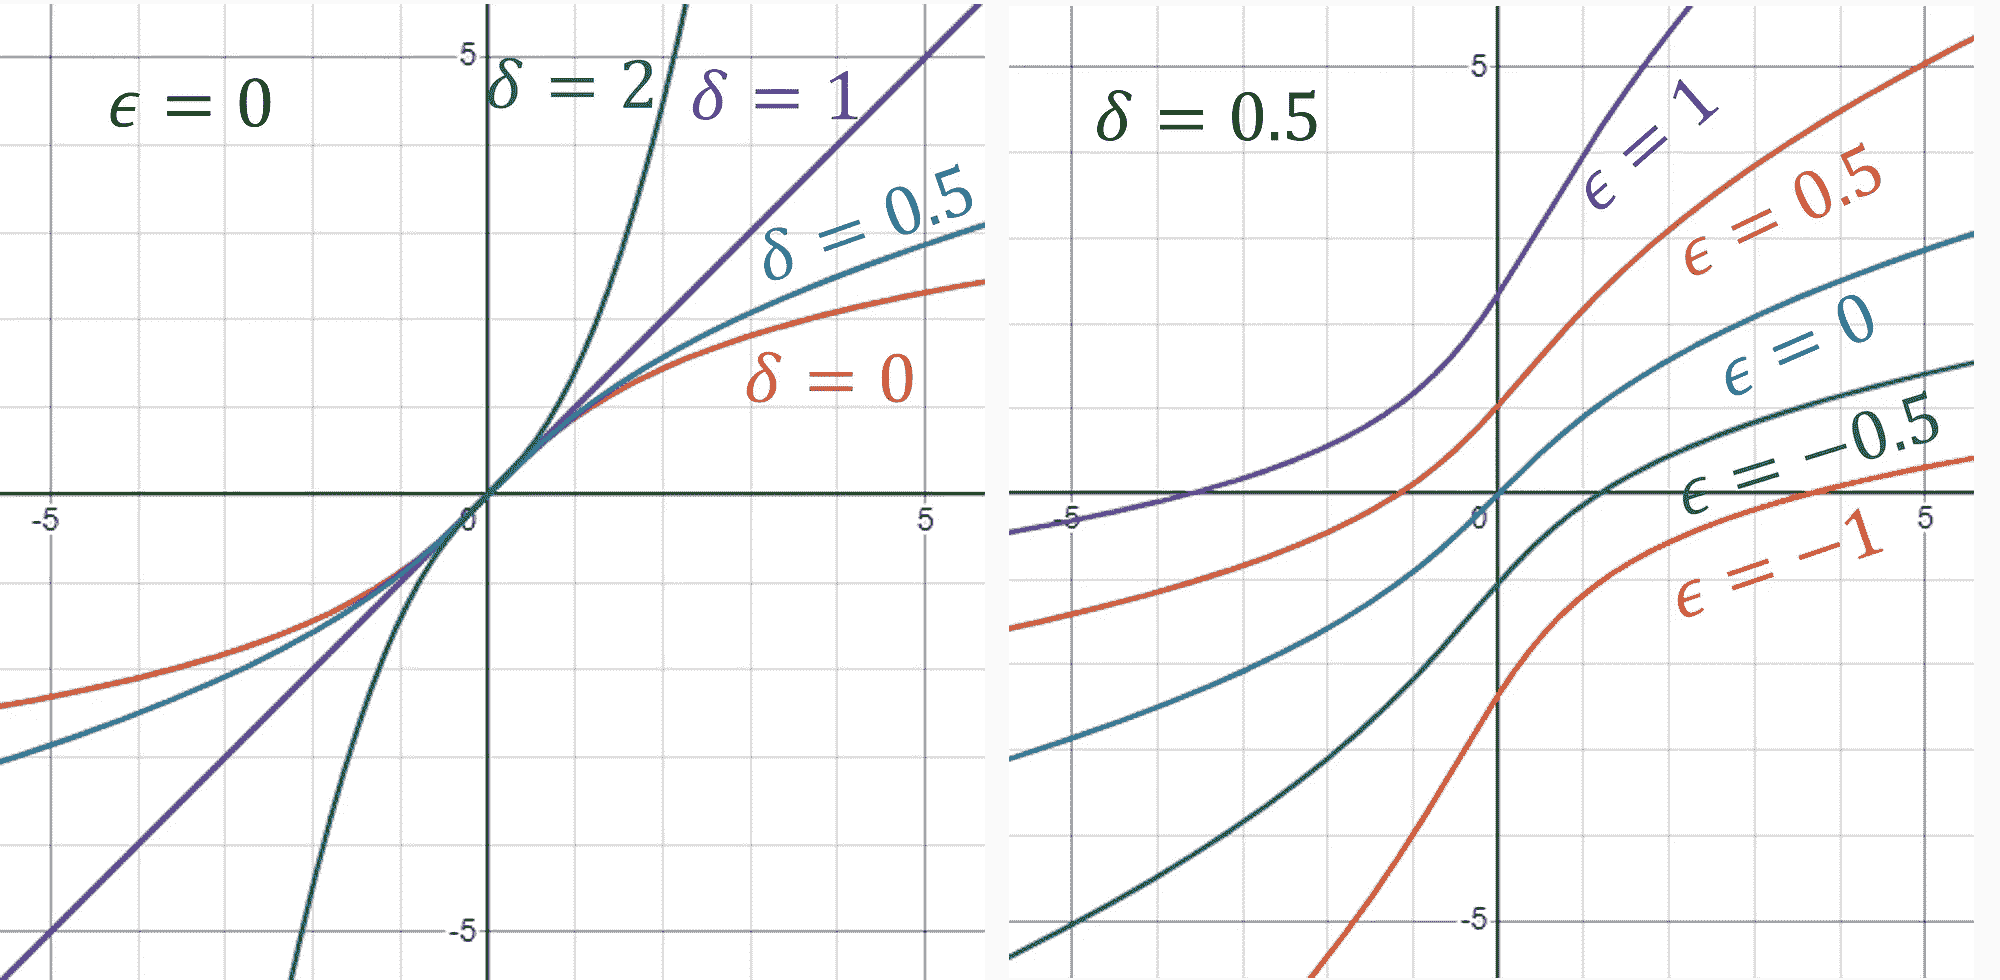 ϵ = 0
δ = 2
δ = 1
δ = 0.5
δ = 0
5
-5
0
5
-5
δ = 0.5
ϵ = 1
ϵ = 0.5
ϵ = 0
ϵ = −0.5
ϵ = −1
5
-5
0
5
-5